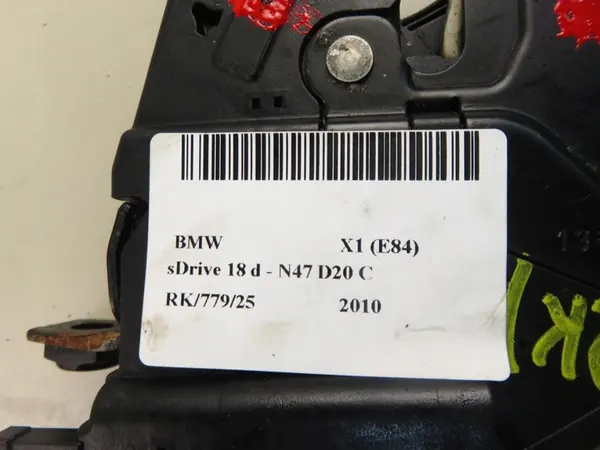 BMW X1 (E84)
sDrive 18 d - N47 D20 C
RK/779/25 2010